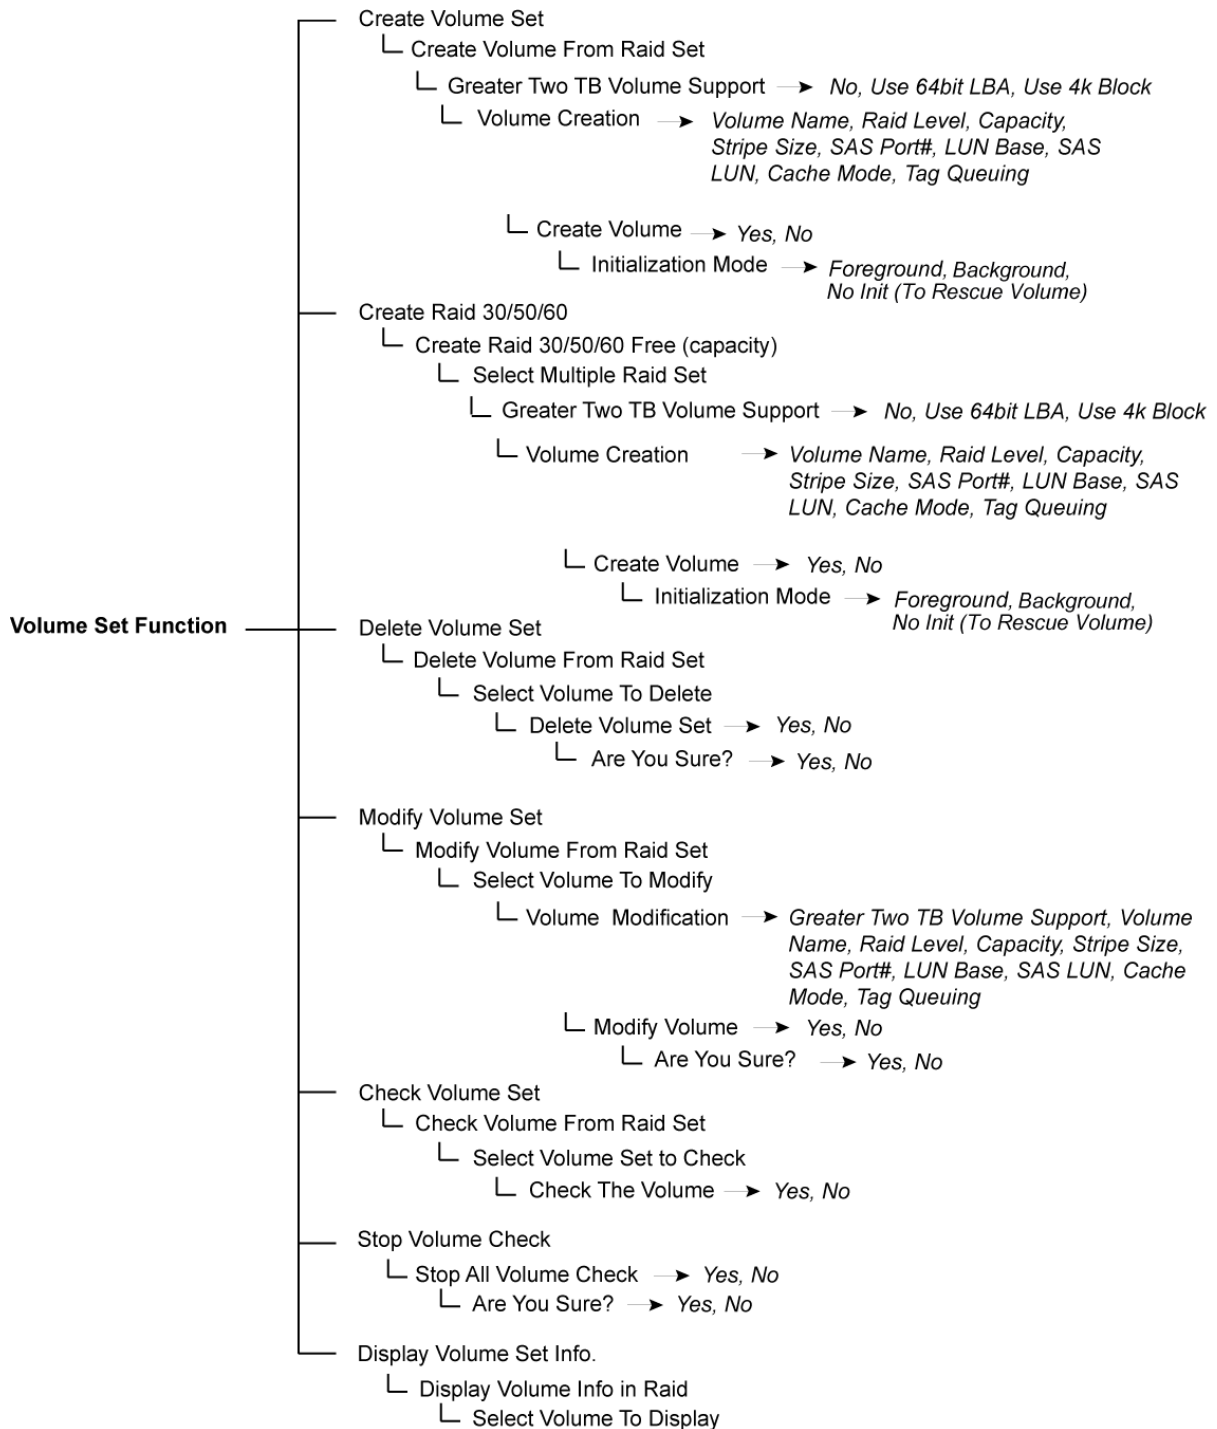 Create Volume Set
Create Volume From Raid Set
Greater Two TB Volume Support No, Use 64bit LBA, Use 4k Block
Volume Creation Volume Name, Raid Level, Capacity,
Stripe Size, SAS Port#, LUN Base, SAS
LUN, Cache Mode, Tag Queuing
Create Volume Yes, No
Initialization Mode Foreground, Background,
No Init (To Rescue Volume)
Create Raid 30/50/60
Create Raid 30/50/60 Free (capacity)
Select Multiple Raid Set
Greater Two TB Volume Support No, Use 64bit LBA, Use 4k Block
Volume Creation Volume Name, Raid Level, Capacity,
Stripe Size, SAS Port#, LUN Base, SAS
LUN, Cache Mode, Tag Queuing
Create Volume Yes, No
Initialization Mode Foreground, Background,
No Init (To Rescue Volume)
Volume Set Function
Delete Volume Set
Delete Volume From Raid Set
Select Volume To Delete
Delete Volume Set Yes, No
Are You Sure? Yes, No
Modify Volume Set
Modify Volume From Raid Set
Select Volume To Modify
Volume Modification Greater Two TB Volume Support, Volume
Name, Raid Level, Capacity, Stripe Size,
SAS Port#, LUN Base, SAS LUN, Cache
Mode, Tag Queuing
Modify Volume Yes, No
Are You Sure? Yes, No
Check Volume Set
Check Volume From Raid Set
Select Volume Set to Check
Check The Volume Yes, No
Stop Volume Check
Stop All Volume Check Yes, No
Are You Sure? Yes, No
Display Volume Set Info.
Display Volume Info in Raid
Select Volume To Display